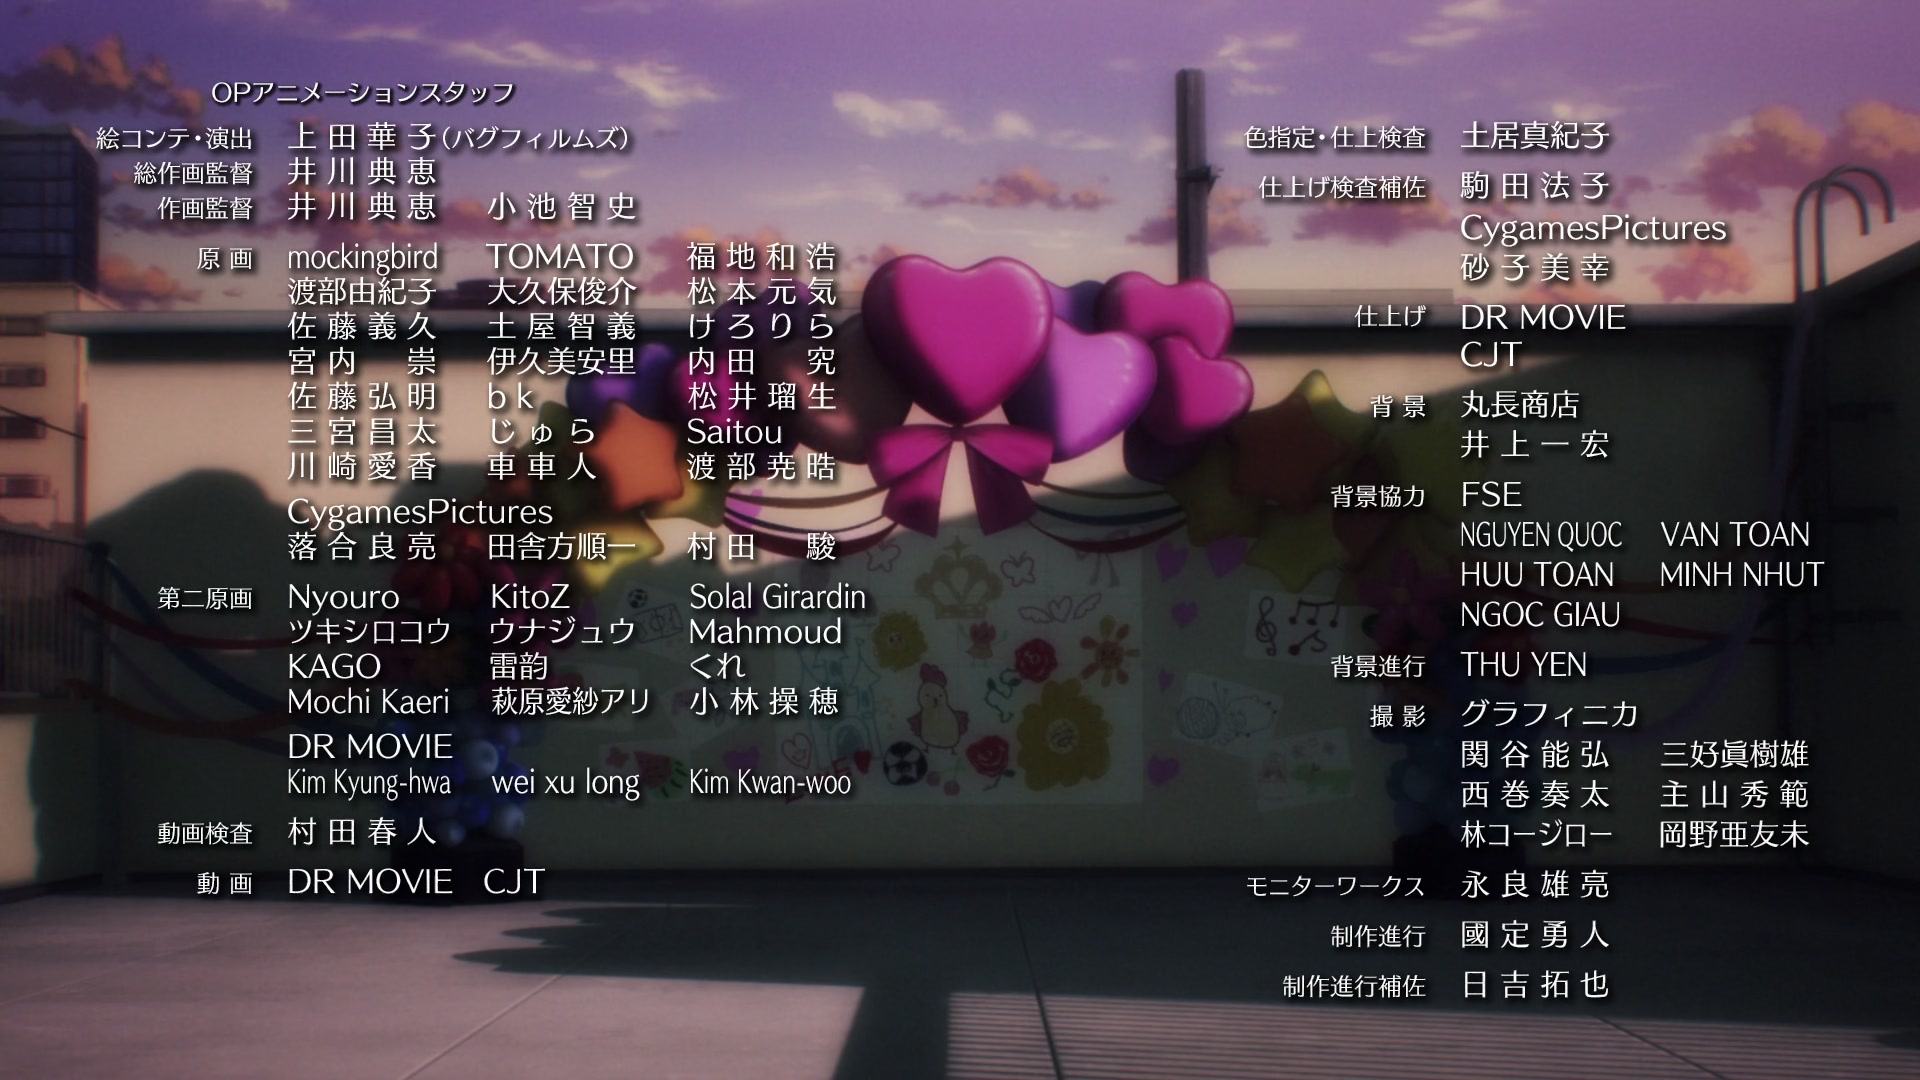 OPアニメーションスタッフ
絵コンテ・演出 上田華子(バグフィルムズ)
総作画監督 井川典恵
作画監督 井川典恵 小池智史
原画 mockingbird TOMATO 福地和浩
渡部由紀子 大久保俊介 松本元気
佐藤義久 土屋智義 けろりら
宮内崇 伊久美安里 内田究
佐藤弘明 bk 松井瑠生
三宮昌太 じゅら Saitou
川崎愛香 車車人 渡部尭晧
CygamesPictures
落合良亮 田舎方順一 村田駿
第二原画 Nyouro KitoZ Solal Girardin
ツキシロコウ ウナジュウ Mahmoud
KAGO 雷韵 くれ
Mochi Kaeri 萩原愛紗アリ 小林操穂
DR MOVIE
Kim Kyung-hwa wei xu long Kim Kwan-woo
動画検査 村田春人
動画 DR MOVIE CJT
色指定・仕上検査 土居真紀子
仕上げ検査補佐 駒田法子
CygamesPictures
砂子美幸
仕上げ DR MOVIE
CJT
背景 丸長商店
井上一宏
背景協力 FSE
NGUYEN QUOC VAN TOAN
HUU TOAN MINH NHUT
NGOC GIAU
背景進行 THU YEN
撮影 グラフィニカ
関谷能弘 三好眞樹雄
西巻奏太 主山秀範
林コージロー 岡野亜友未
モニターワークス 永良雄亮
制作進行 國定勇人
制作進行補佐 日吉拓也